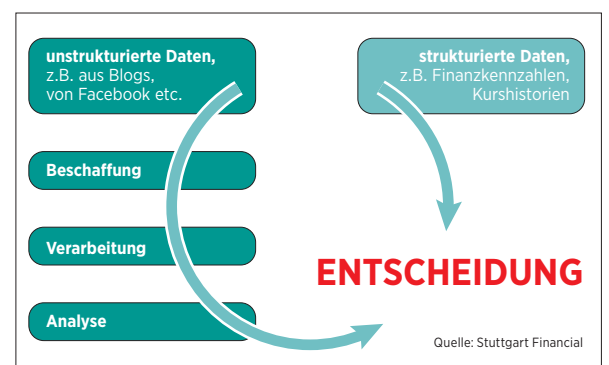 unstrukturierte Daten,
z.B. aus Blogs,
von Facebook etc.
strukturierte Daten,
z.B. Finanzkennzahlen,
Kurshistorien
Beschaffung
Verarbeitung
Analyse
ENTSCHEIDUNG
Quelle: Stuttgart Financial